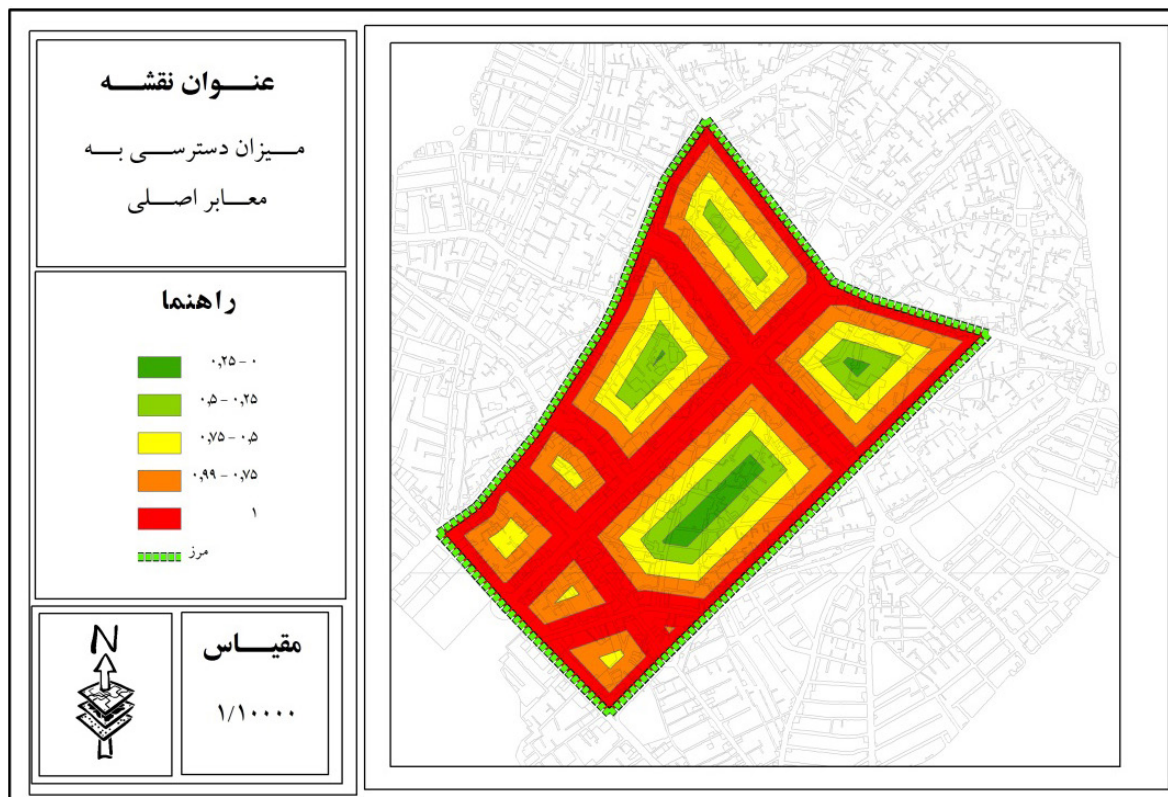 عنوان نقشه
میزان دسترسی به
معابر اصلی
راهنما
۰,۲۵ - ۰
۰,۵ - ۰,۲۵
۰,۷۵ - ۰,۵
۰,۹۹ - ۰,۷۵
۱
مرز
N
مقیاس
۱/۱۰۰۰۰